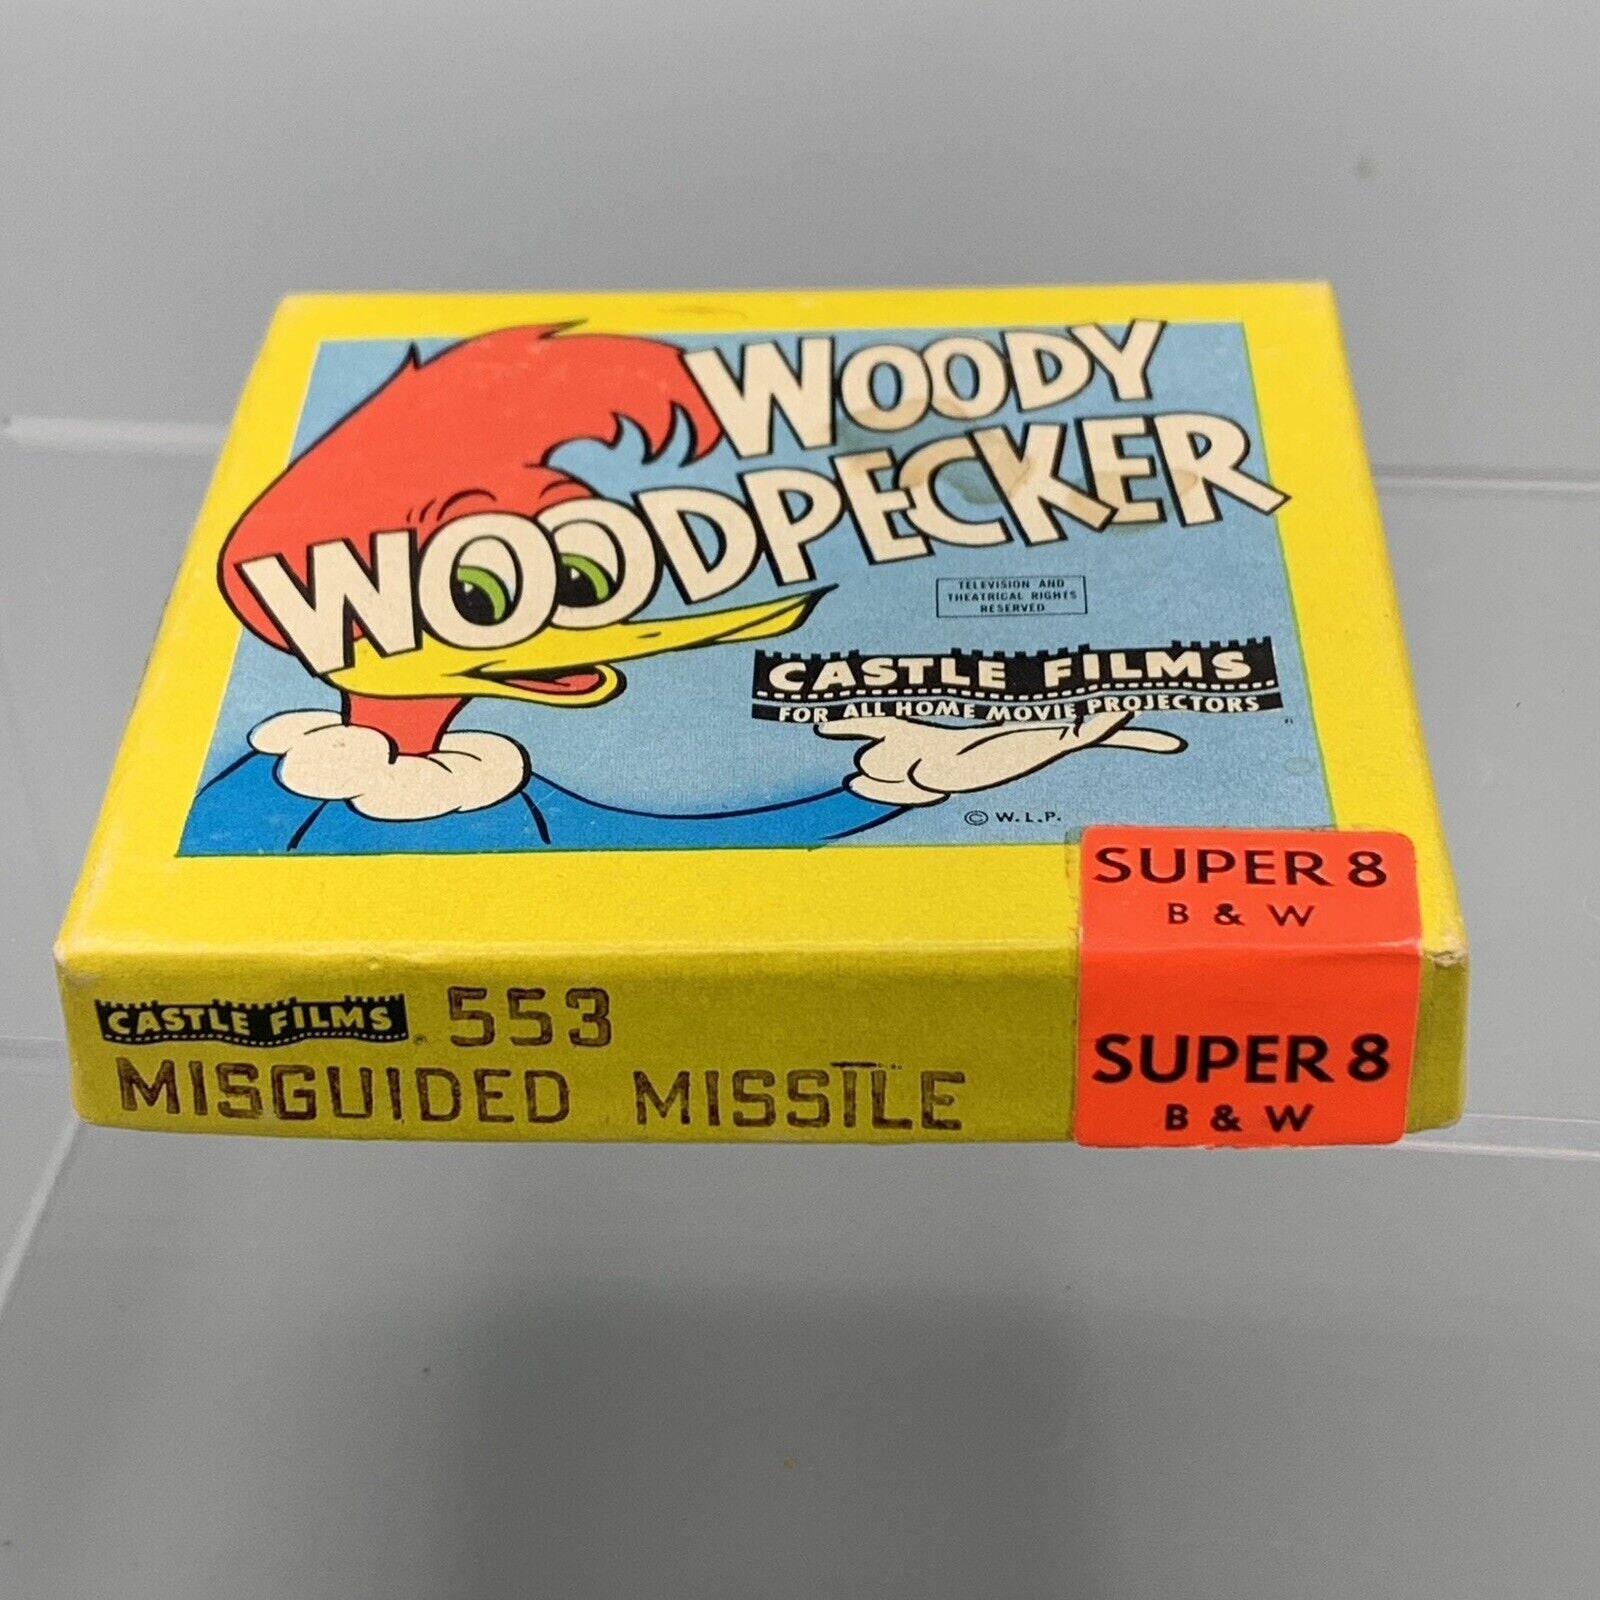 WOODY
WOODPECKER
TELEVISION AND
THEATRICAL RIGHTS
RESERVED
CASTLE FILMS
FOR ALL HOME MOVIE PROJECTORS
© W.L.P.
SUPER 8
B & W
CASTLE FILMS 553
MISGUIDED MISSILE
SUPER 8
B & W